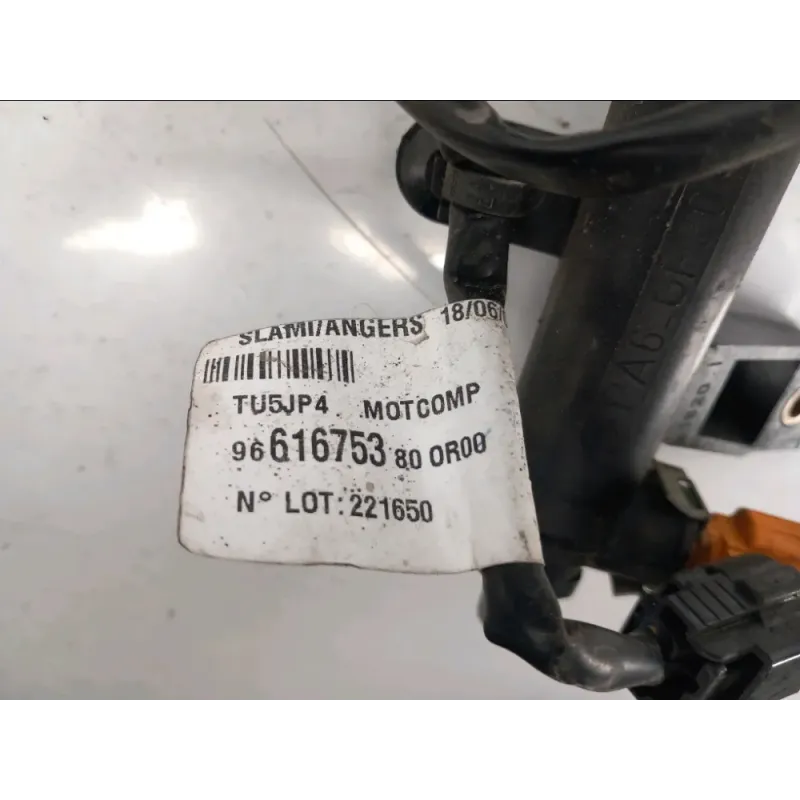 SLAMI/ANGERS 18/06/
TU5JP4 MOTCOMP
96 616753 80 0R00
N° LOT: 221650